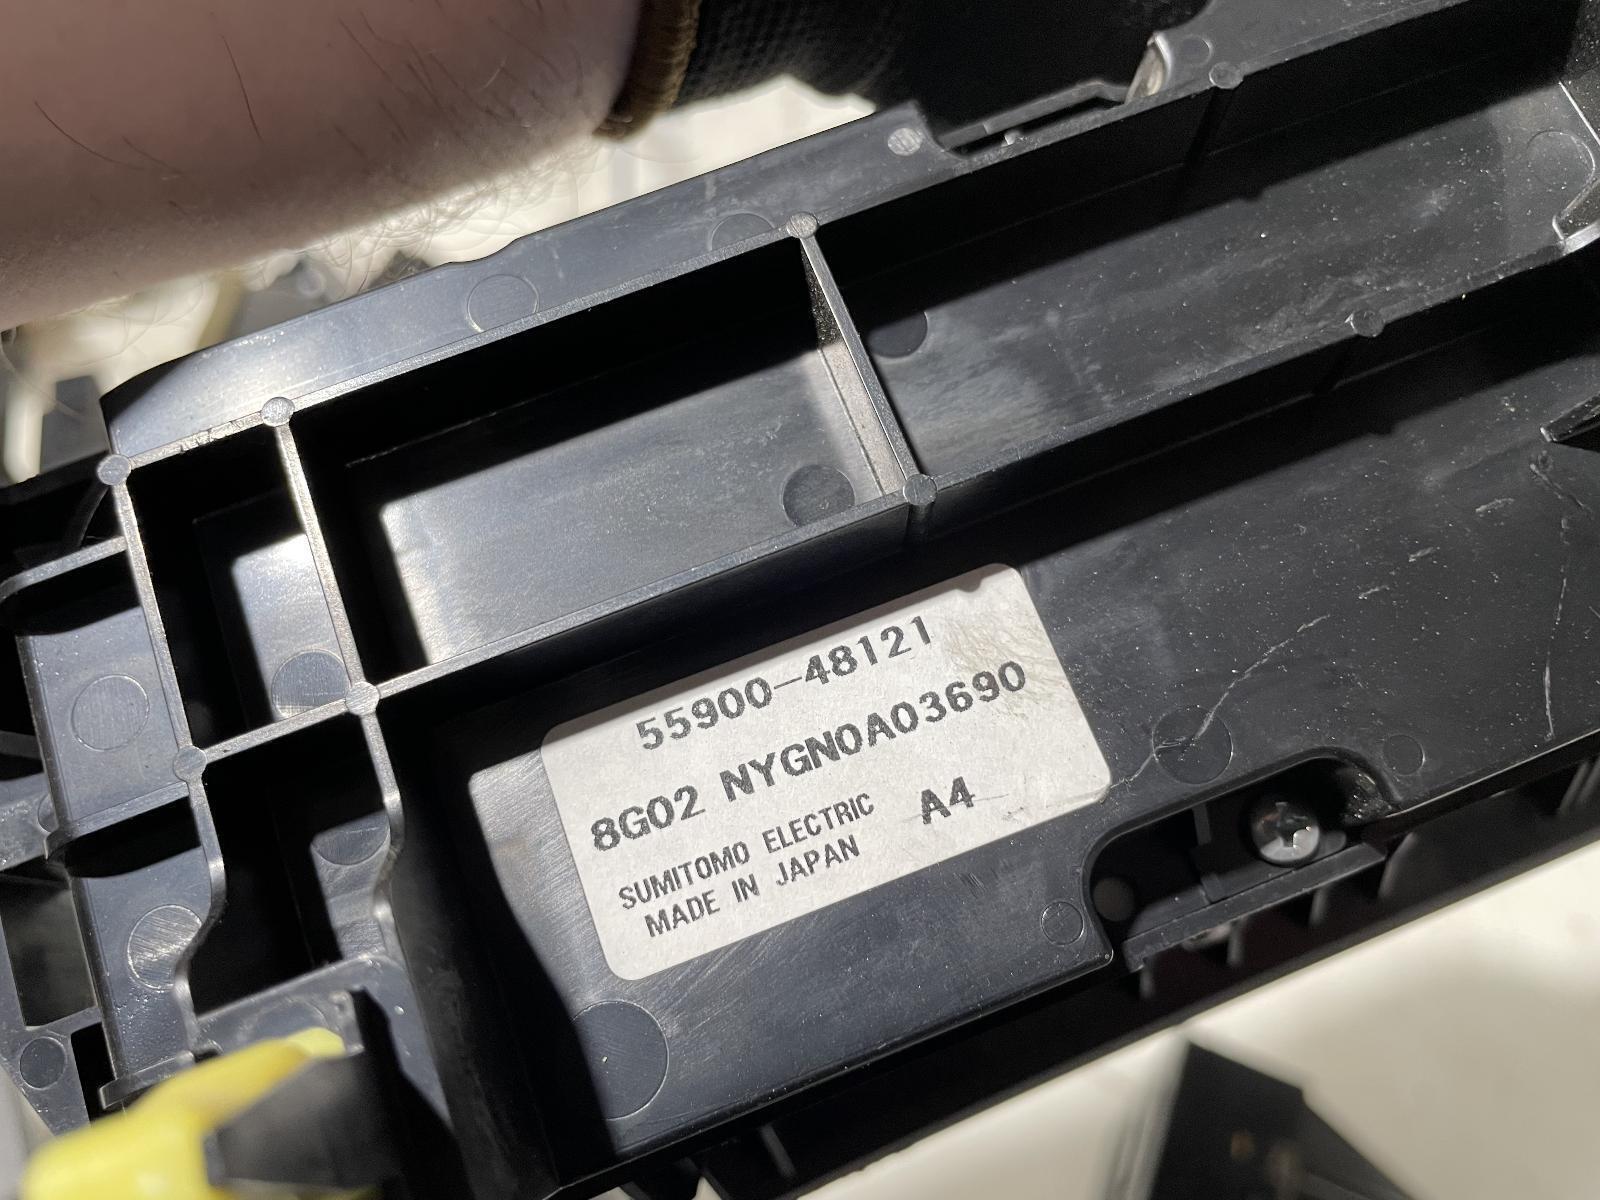 55900-48121
8G02 NYGN0A03690
SUMITOMO ELECTRIC A4
MADE IN JAPAN